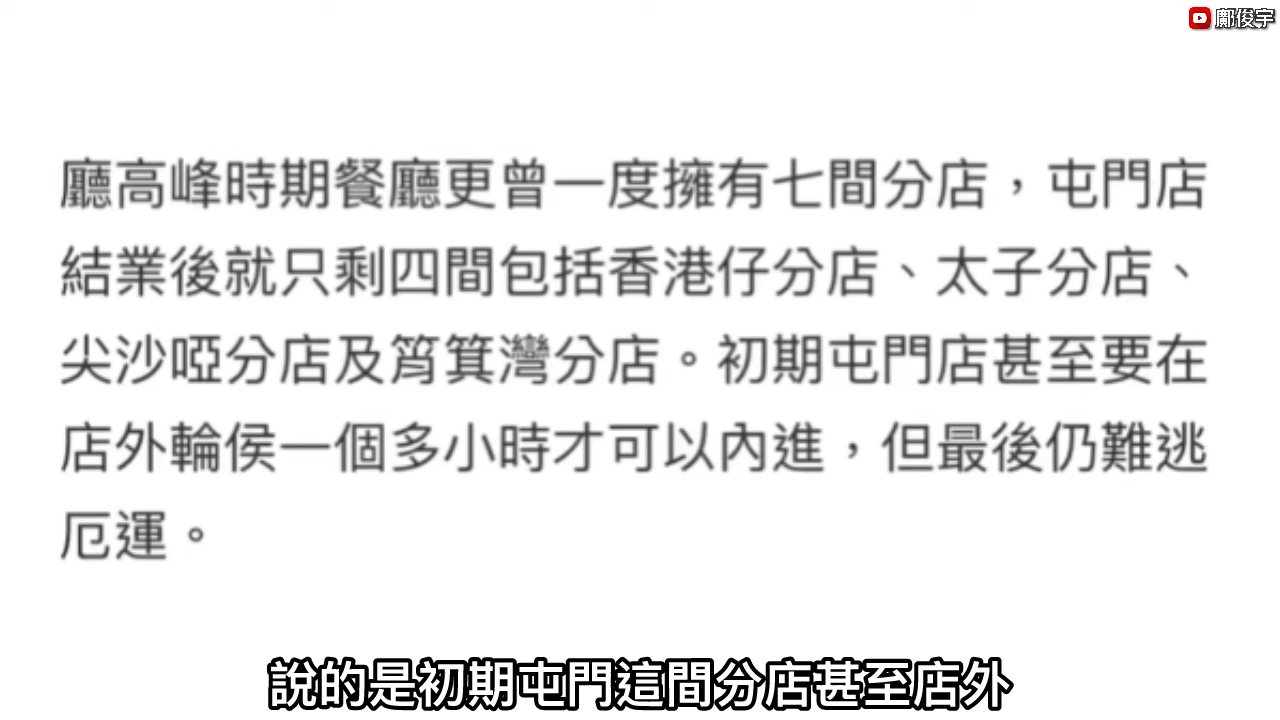 鄺俊宇
廳高峰時期餐廳更曾一度擁有七間分店，屯門店
結業後就只剩四間包括香港仔分店、太子分店、
尖沙啞分店及筲箕灣分店。初期屯門店甚至要在
店外輪侯一個多小時才可以內進，但最後仍難逃
厄運。
說的是初期屯門這間分店甚至店外